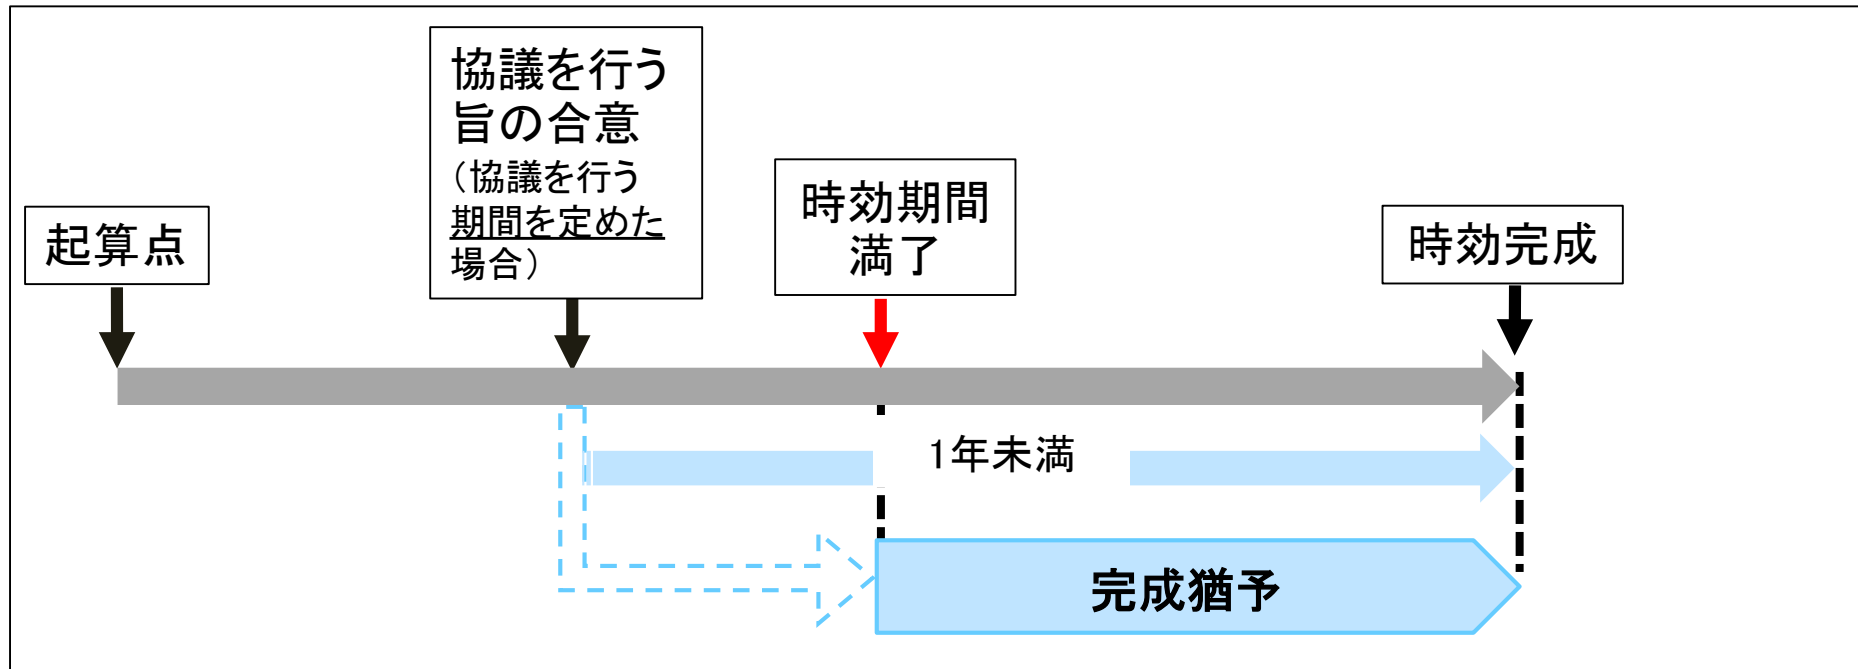 起算点
協議を行う
旨の合意
（協議を行う
期間を定めた
場合）
時効期間
満了
時効完成
1年未満
完成猶予